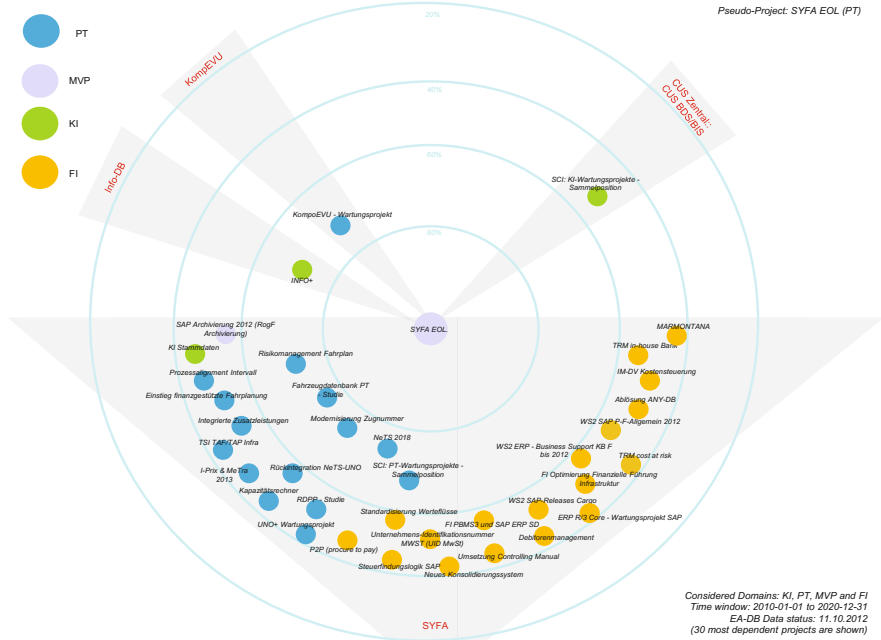 Pseudo-Project: SYFA EOL (PT)
20%
PT
KompEVU
MVP
40%
CUS Zentral::
CUS BDS/BIS
KI
60%
Info-DB
FI
SCI: KI-Wartungsprojekte -
Sammelposition
KompoEVU - Wartungsprojekt
80%
INFO+
SAP Archivierung 2012 (RogF
Archivierung)
SYFA EOL
MARMONTANA
KI Stammdaten
Risikomanagement Fahrplan
TRM in-house Bank
Prozessalignment Intervall
IM-DV Kostensteuerung
Einstieg finanzgestützte Fahrplanung
Fahrzeugdatenbank PT
- Studie
Ablösung ANY-DB
Integrierte Zusatzleistungen
Modernisierung Zugnummer
WS2 SAP P-F-Allgemein 2012
TSI TAF/TAP Infra
NeTS 2018
WS2 ERP - Business Support KB F
bis 2012
TRM cost at risk
I-Prix & MeTra
2013
Rückintegration NeTS-UNO
SCI: PT-Wartungsprojekte -
Sammelposition
FI Optimierung Finanzielle Führung
Infrastruktur
Kapazitätsrechner
RDPP - Studie
WS2 SAP-Releases Cargo
ERP R/3 Core - Wartungsprojekt SAP
UNO+ Wartungsprojekt
Standardisierung Werteflüsse
FI PBMS3 und SAP ERP SD
Unternehmens-Identifikationsnummer
MWST (UID MwSt)
Debitorenmanagement
P2P (procure to pay)
Umsetzung Controlling Manual
Steuerfindungslogik SAP
Neues Konsolidierungssystem
SYFA
Considered Domains: KI, PT, MVP and FI
Time window: 2010-01-01 to 2020-12-31
EA-DB Data status: 11.10.2012
(30 most dependent projects are shown)